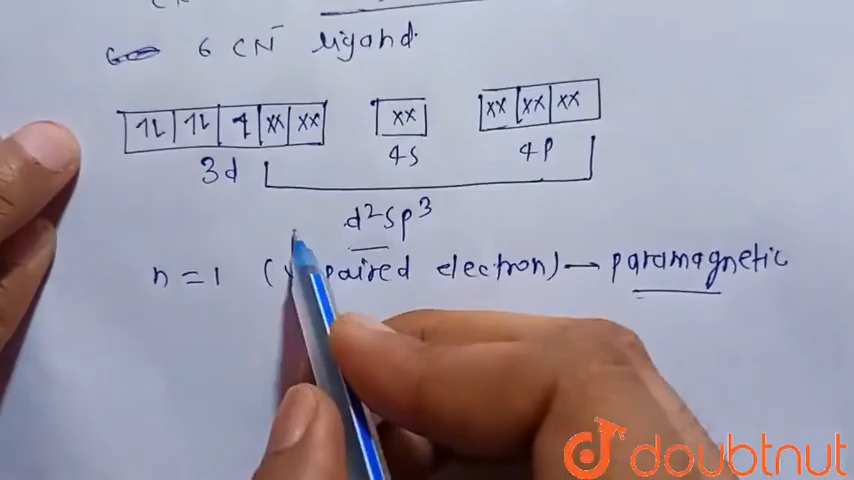 6 CN⁻ ligand.
1l 1l 1 xx xx xx xx xx xx
3d 4s 4p
d²sp³
n = 1 ( paired electron) → paramagnetic
doubtnut